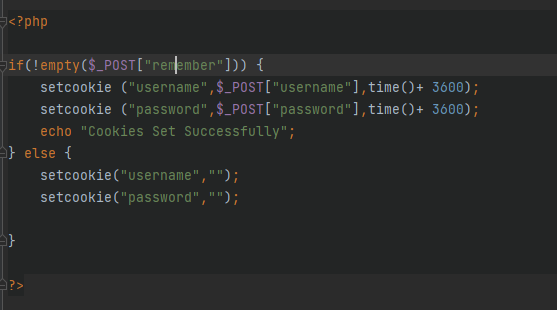 <?php
if(!empty($_POST["remember"])) {
setcookie ("username",$_POST["username"],time()+ 3600);
setcookie ("password",$_POST["password"],time()+ 3600);
echo "Cookies Set Successfully";
} else {
setcookie("username","");
setcookie("password","");
}
?>